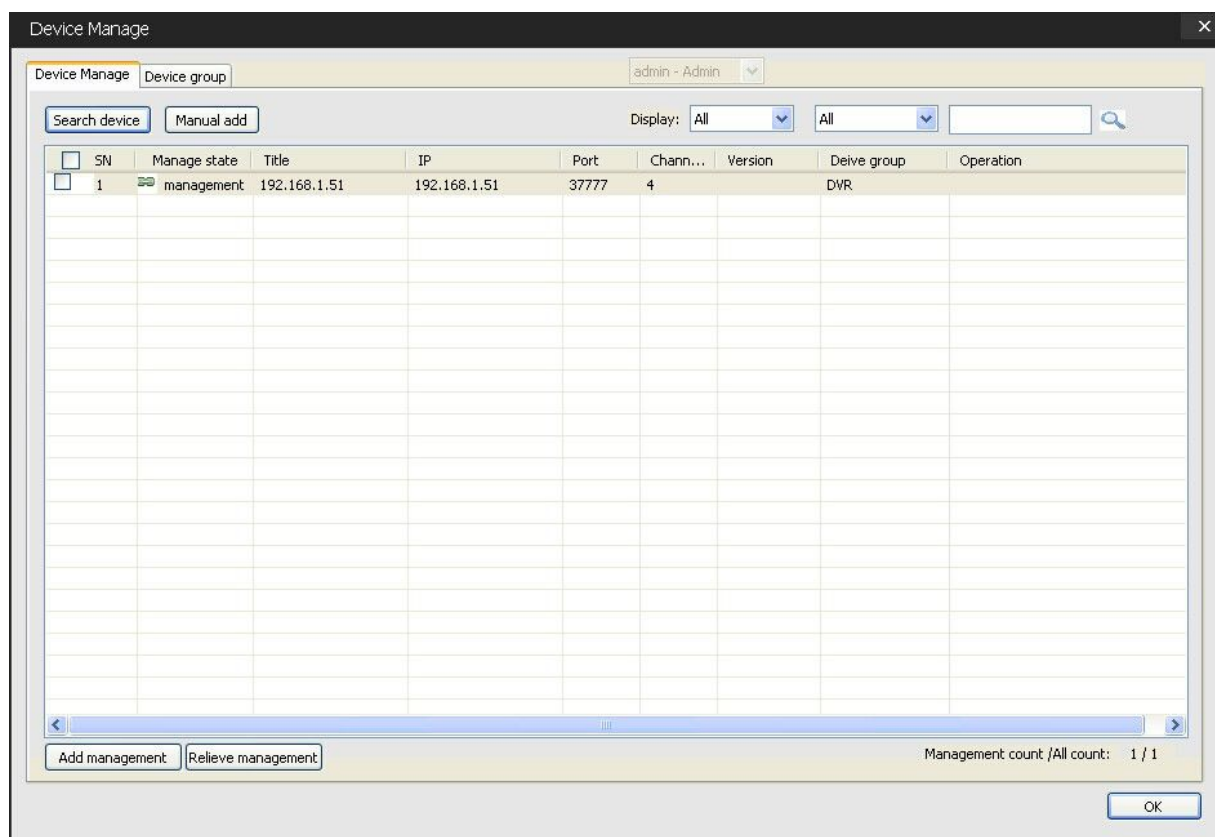 Device Manage
Device Manage Device group admin - Admin
Search device Manual add Display: All All
SN Manage state Title IP Port Chann... Version Deive group Operation
1 management 192.168.1.51 192.168.1.51 37777 4 DVR
Add management Relieve management Management count /All count: 1 / 1
OK